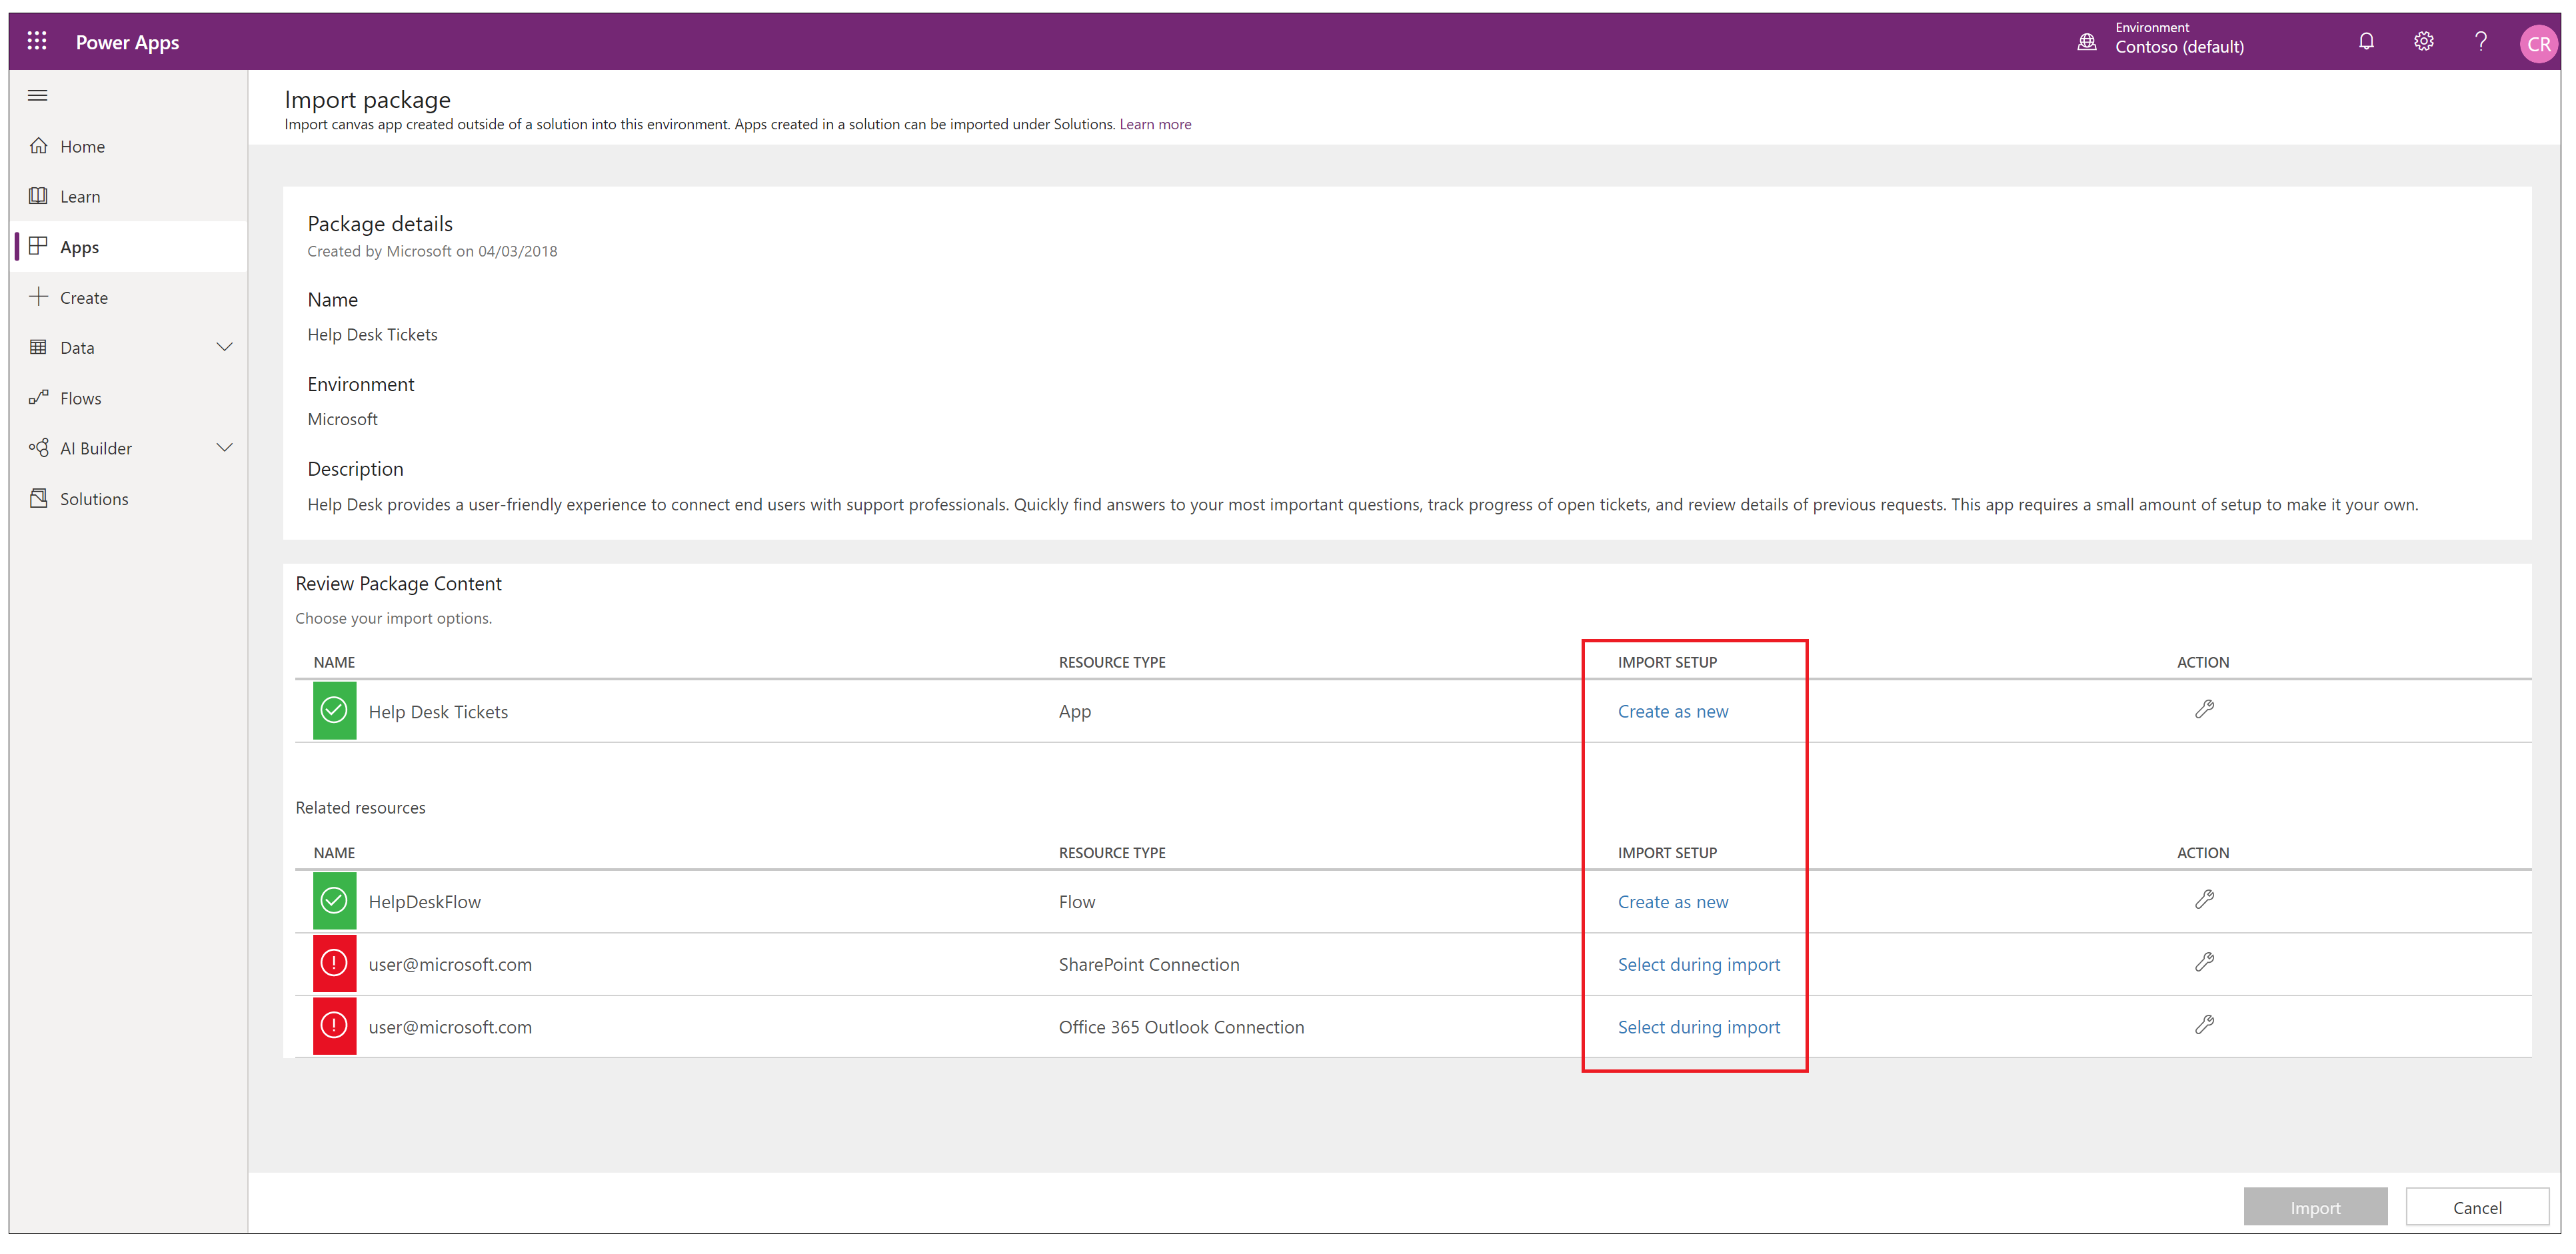 Power Apps
Environment
Contoso (default)
?
CR
Home
Learn
Apps
Create
Data
Flows
AI Builder
Solutions
Import package
Import canvas app created outside of a solution into this environment. Apps created in a solution can be imported under Solutions. Learn more
Package details
Created by Microsoft on 04/03/2018
Name
Help Desk Tickets
Environment
Microsoft
Description
Help Desk provides a user-friendly experience to connect end users with support professionals. Quickly find answers to your most important questions, track progress of open tickets, and review details of previous requests. This app requires a small amount of setup to make it your own.
Review Package Content
Choose your import options.
NAME RESOURCE TYPE IMPORT SETUP ACTION
Help Desk Tickets App Create as new
Related resources
NAME RESOURCE TYPE IMPORT SETUP ACTION
HelpDeskFlow Flow Create as new
user@microsoft.com SharePoint Connection Select during import
user@microsoft.com Office 365 Outlook Connection Select during import
Import Cancel